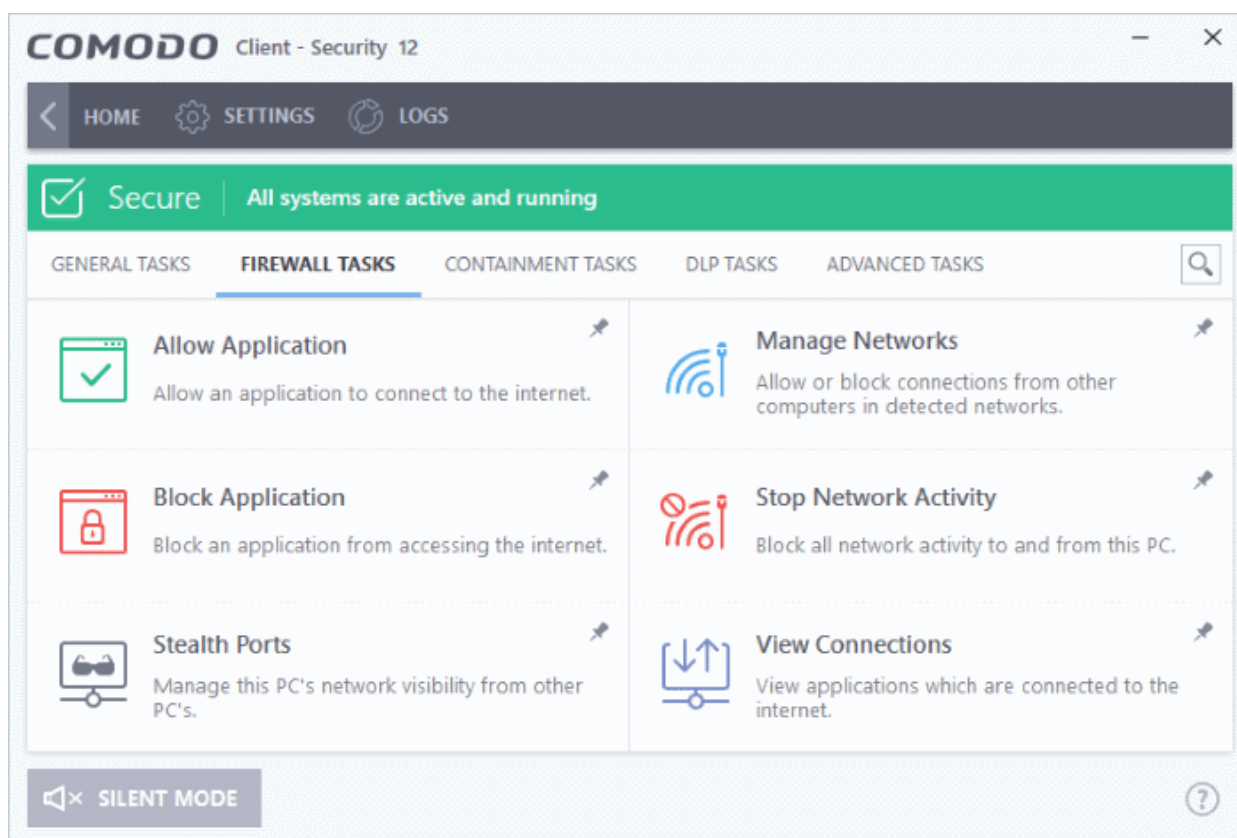 COMODO Client - Security 12
HOME SETTINGS LOGS
Secure All systems are active and running
GENERAL TASKS FIREWALL TASKS CONTAINMENT TASKS DLP TASKS ADVANCED TASKS
Allow Application
Allow an application to connect to the internet.
Manage Networks
Allow or block connections from other
computers in detected networks.
Block Application
Block an application from accessing the internet.
Stop Network Activity
Block all network activity to and from this PC.
Stealth Ports
Manage this PC's network visibility from other
PC's.
View Connections
View applications which are connected to the
internet.
SILENT MODE
?